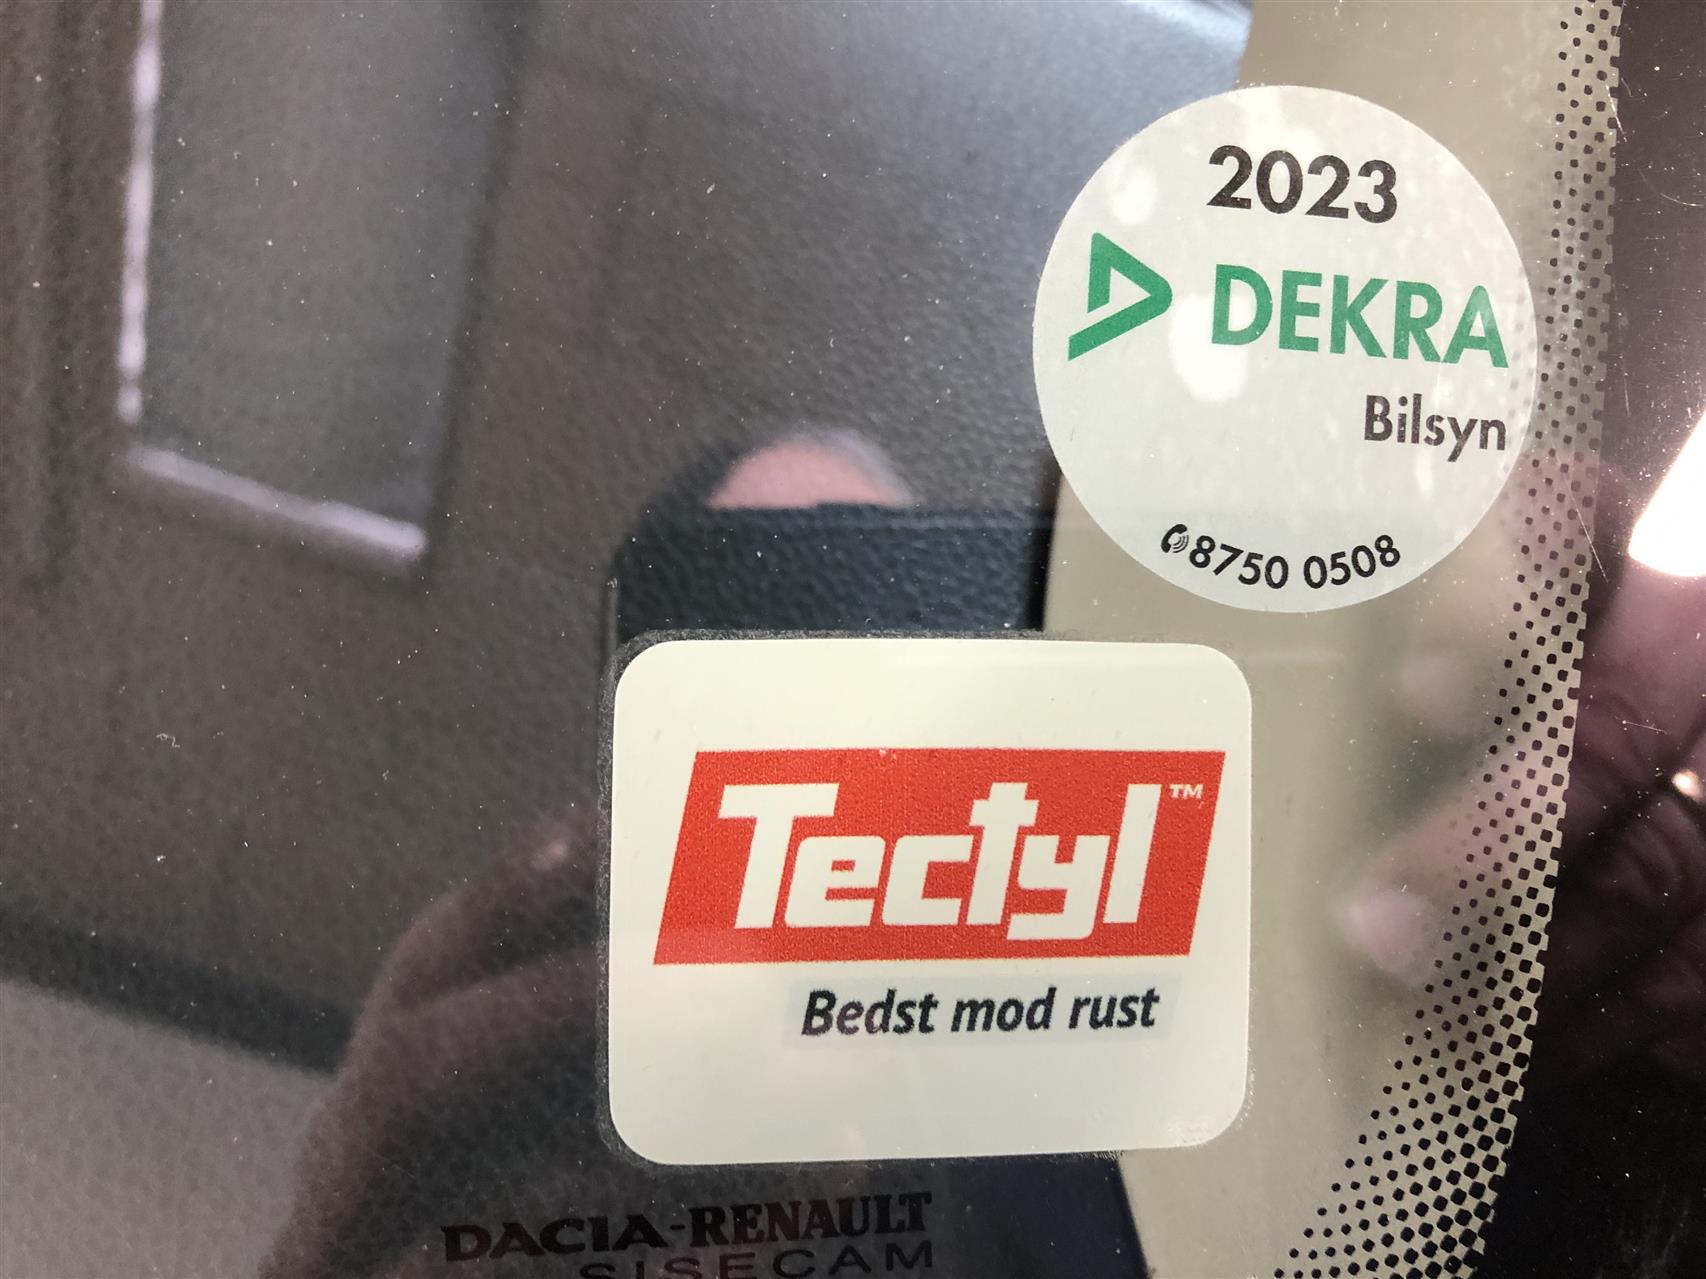 2023
DEKRA
Bilsyn
8750 0508
Tectyl™
Bedst mod rust
DACIA-RENAULT
SISECAM